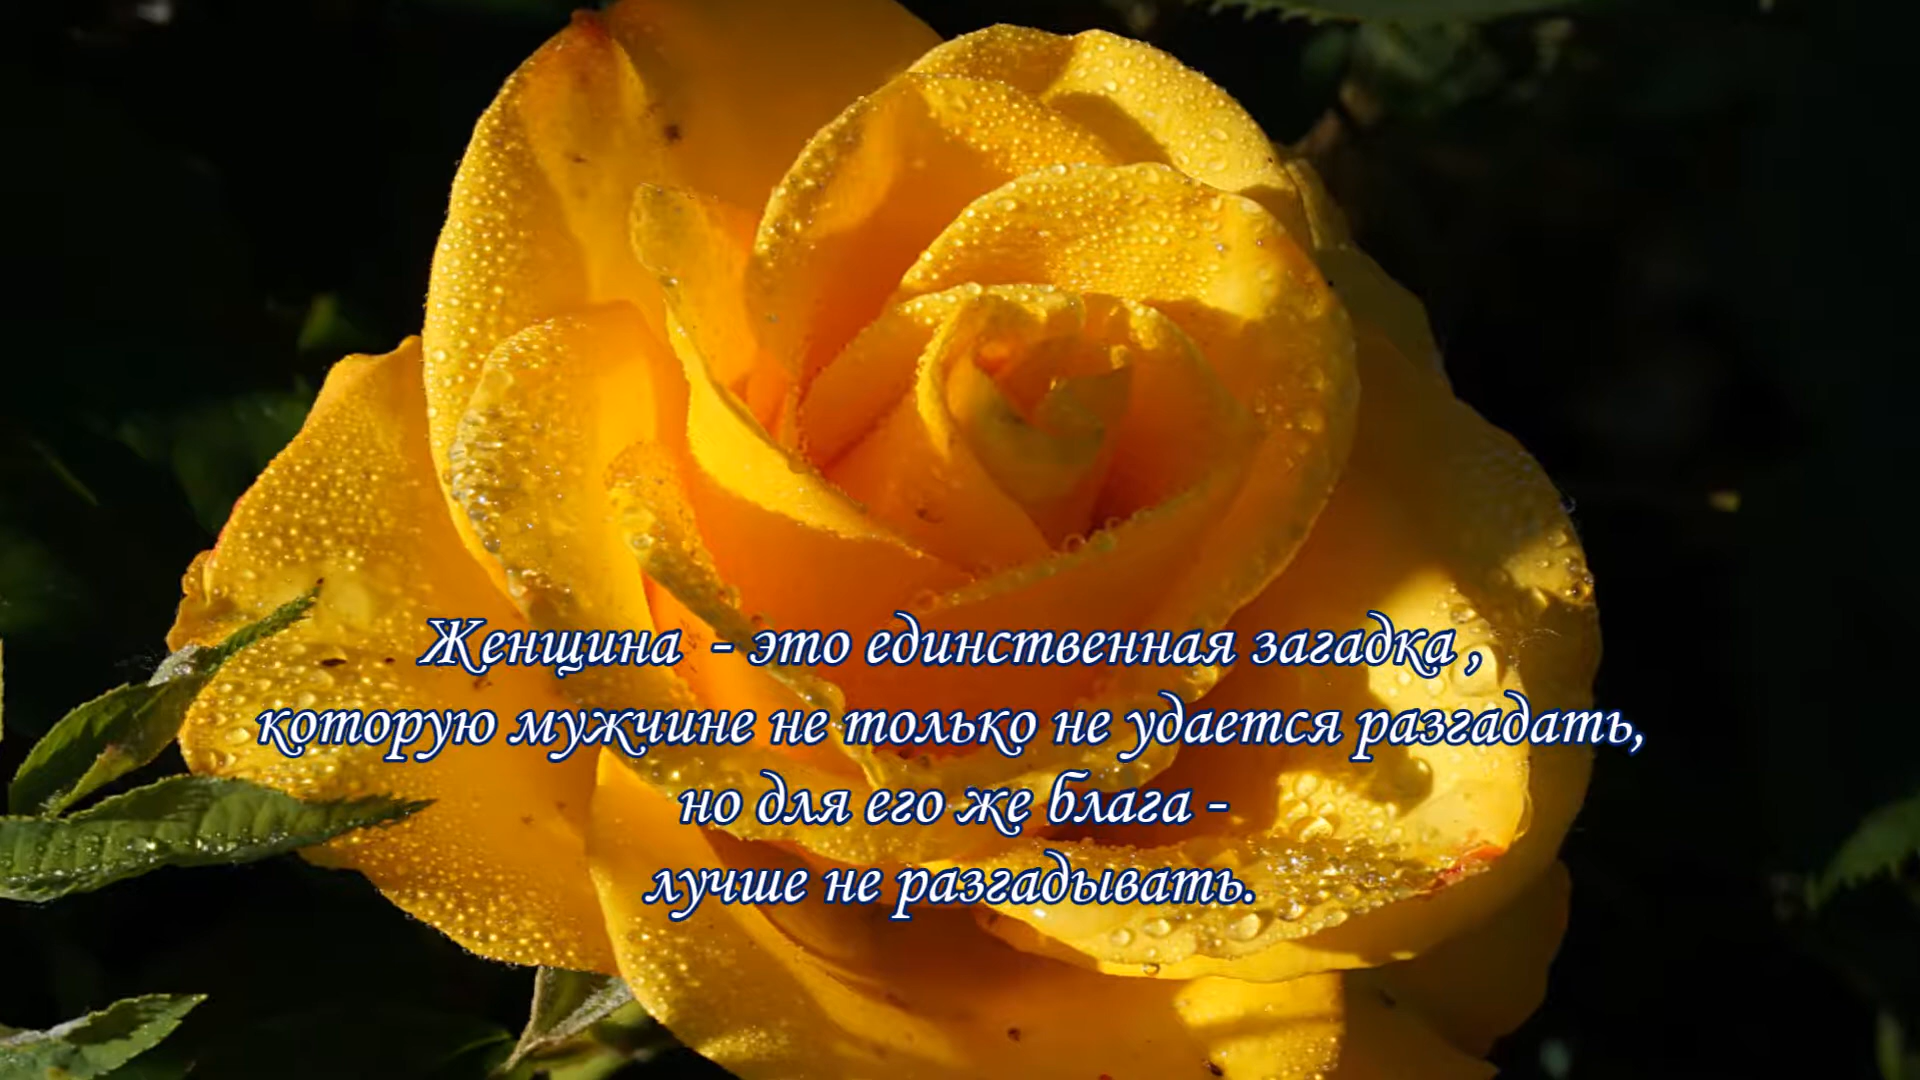 Женщина - это единственная загадка ,
которую мужчине не только не удается разгадать,
но для его же блага -
лучше не разгадывать.